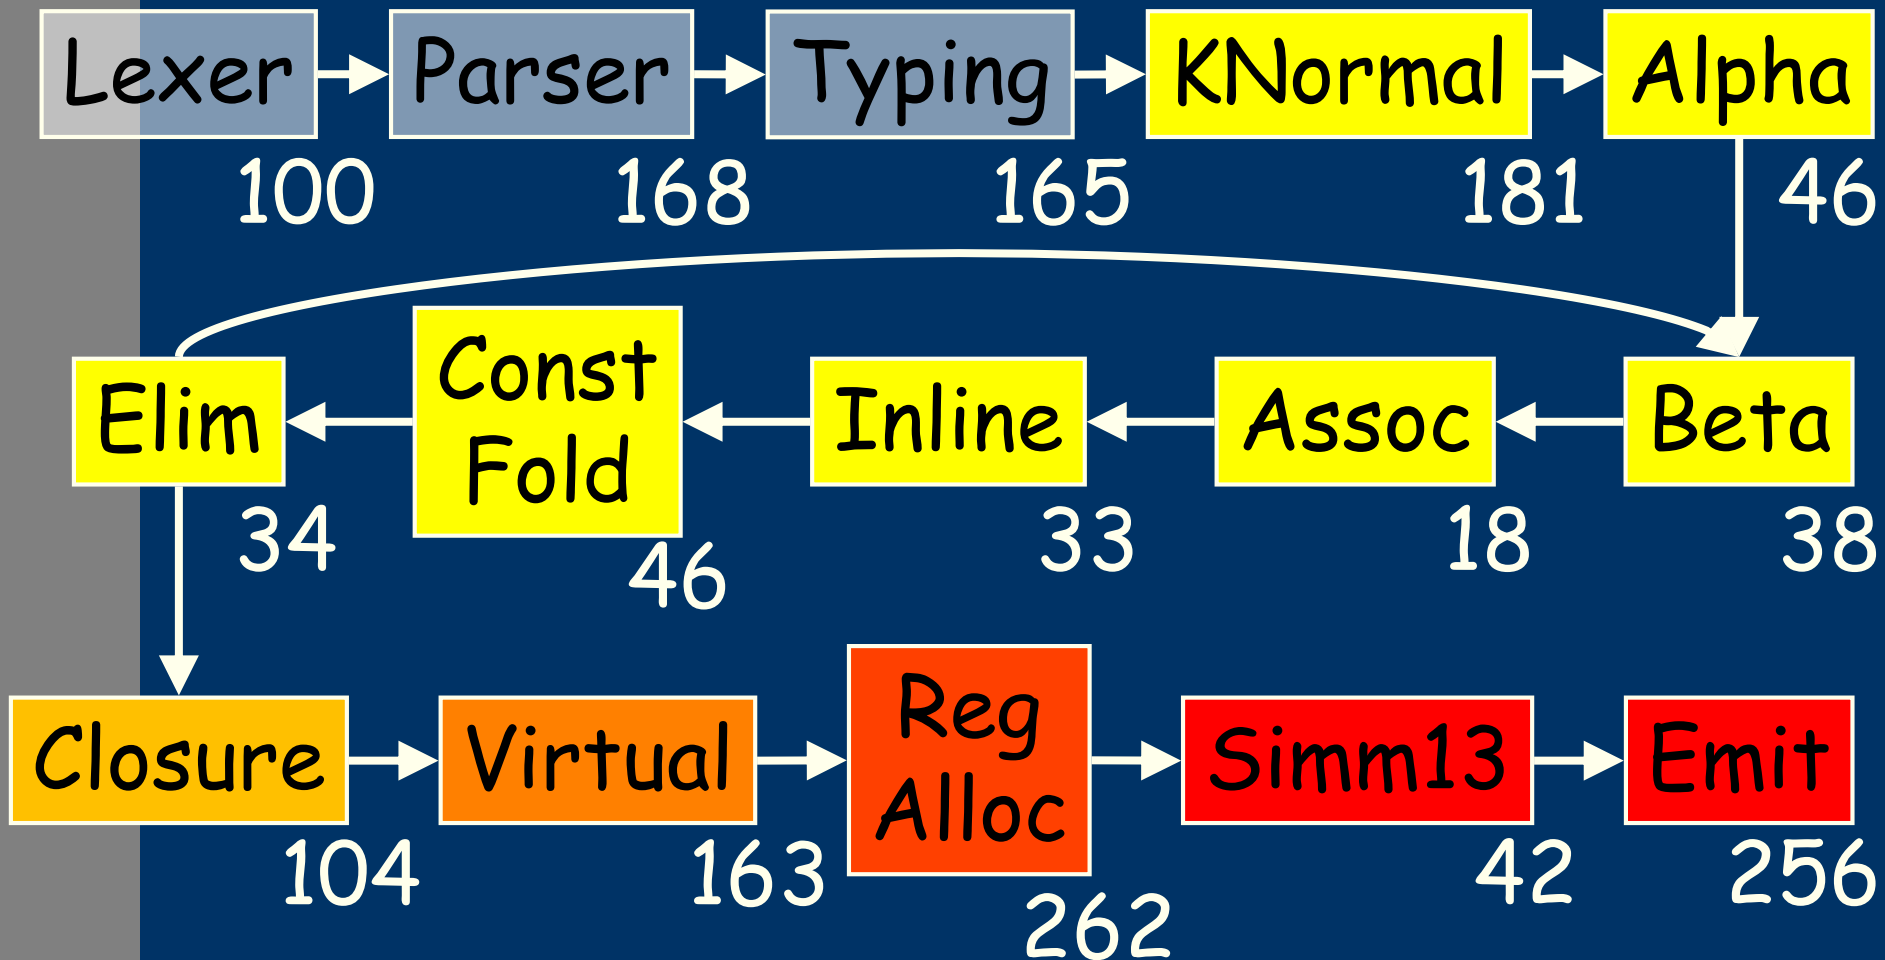 Lexer
Parser
Typing
KNormal
Alpha
100
168
165
181
46
Elim
Const
Fold
Inline
Assoc
Beta
34
46
33
18
38
Closure
Virtual
Reg
Alloc
Simm13
Emit
104
163
262
42
256